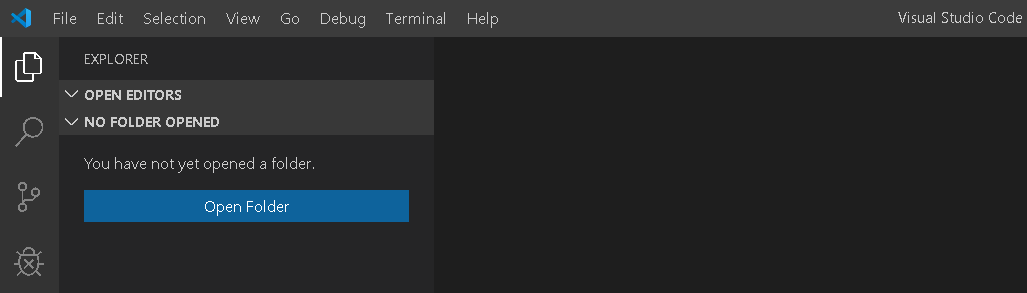 File Edit Selection View Go Debug Terminal Help Visual Studio Code
EXPLORER
OPEN EDITORS
NO FOLDER OPENED
You have not yet opened a folder.
Open Folder